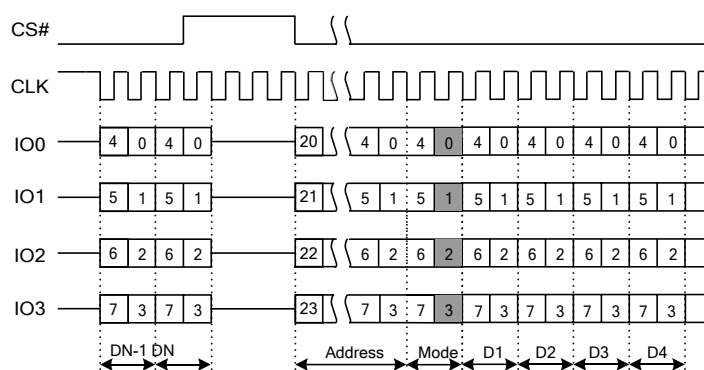 CS#
CLK
IO0 4 0 4 0 20 4 0 4 0 4 0 4 0 4 0 4 0
IO1 5 1 5 1 21 5 1 5 1 5 1 5 1 5 1 5 1
IO2 6 2 6 2 22 6 2 6 2 6 2 6 2 6 2 6 2
IO3 7 3 7 3 23 7 3 7 3 7 3 7 3 7 3 7 3
DN-1 DN Address Mode D1 D2 D3 D4